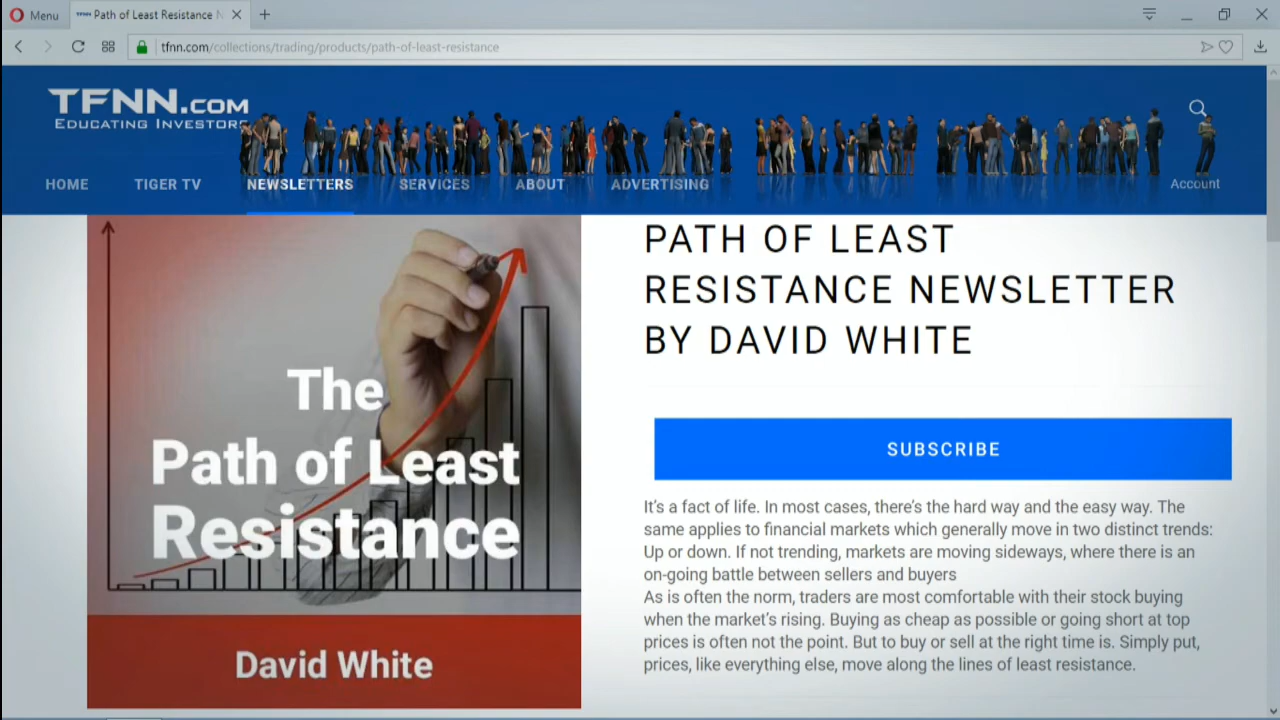 Menu
TFNN Path of Least Resistance N
tfnn.com/collections/trading/products/path-of-least-resistance
TFNN.COM
EDUCATING INVESTORS
HOME TIGER TV NEWSLETTERS SERVICES ABOUT ADVERTISING Account
The
Path of Least
Resistance
David White
PATH OF LEAST
RESISTANCE NEWSLETTER
BY DAVID WHITE
SUBSCRIBE
It's a fact of life. In most cases, there's the hard way and the easy way. The
same applies to financial markets which generally move in two distinct trends:
Up or down. If not trending, markets are moving sideways, where there is an
on-going battle between sellers and buyers
As is often the norm, traders are most comfortable with their stock buying
when the market's rising. Buying as cheap as possible or going short at top
prices is often not the point. But to buy or sell at the right time is. Simply put,
prices, like everything else, move along the lines of least resistance.